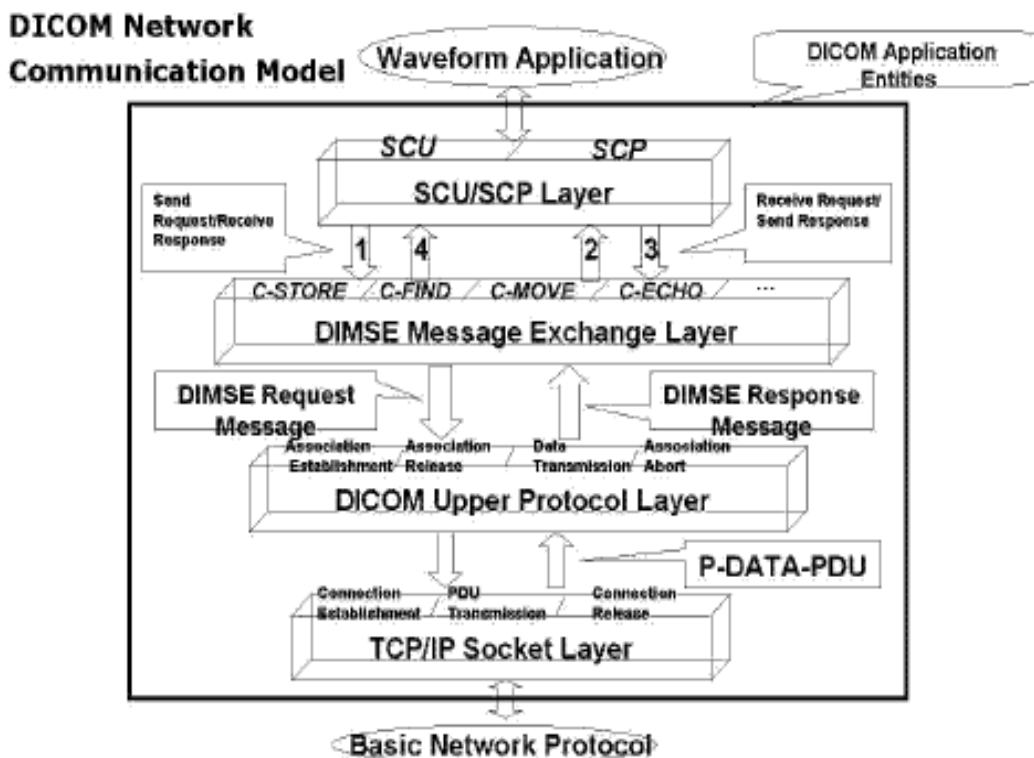 DICOM Network
Communication Model
Waveform Application
DICOM Application
Entities
SCU
SCP
SCU/SCP Layer
Send
Request/Receive
Response
Receive Request/
Send Response
1
4
2
3
C-STORE / C-FIND / C-MOVE / C-ECHO / ...
DIMSE Message Exchange Layer
DIMSE Request
Message
DIMSE Response
Message
Association
Establishment
Association
Release
Data
Transmission
Association
Abort
DICOM Upper Protocol Layer
P-DATA-PDU
Connection
Establishment
PDU
Transmission
Connection
Release
TCP/IP Socket Layer
Basic Network Protocol